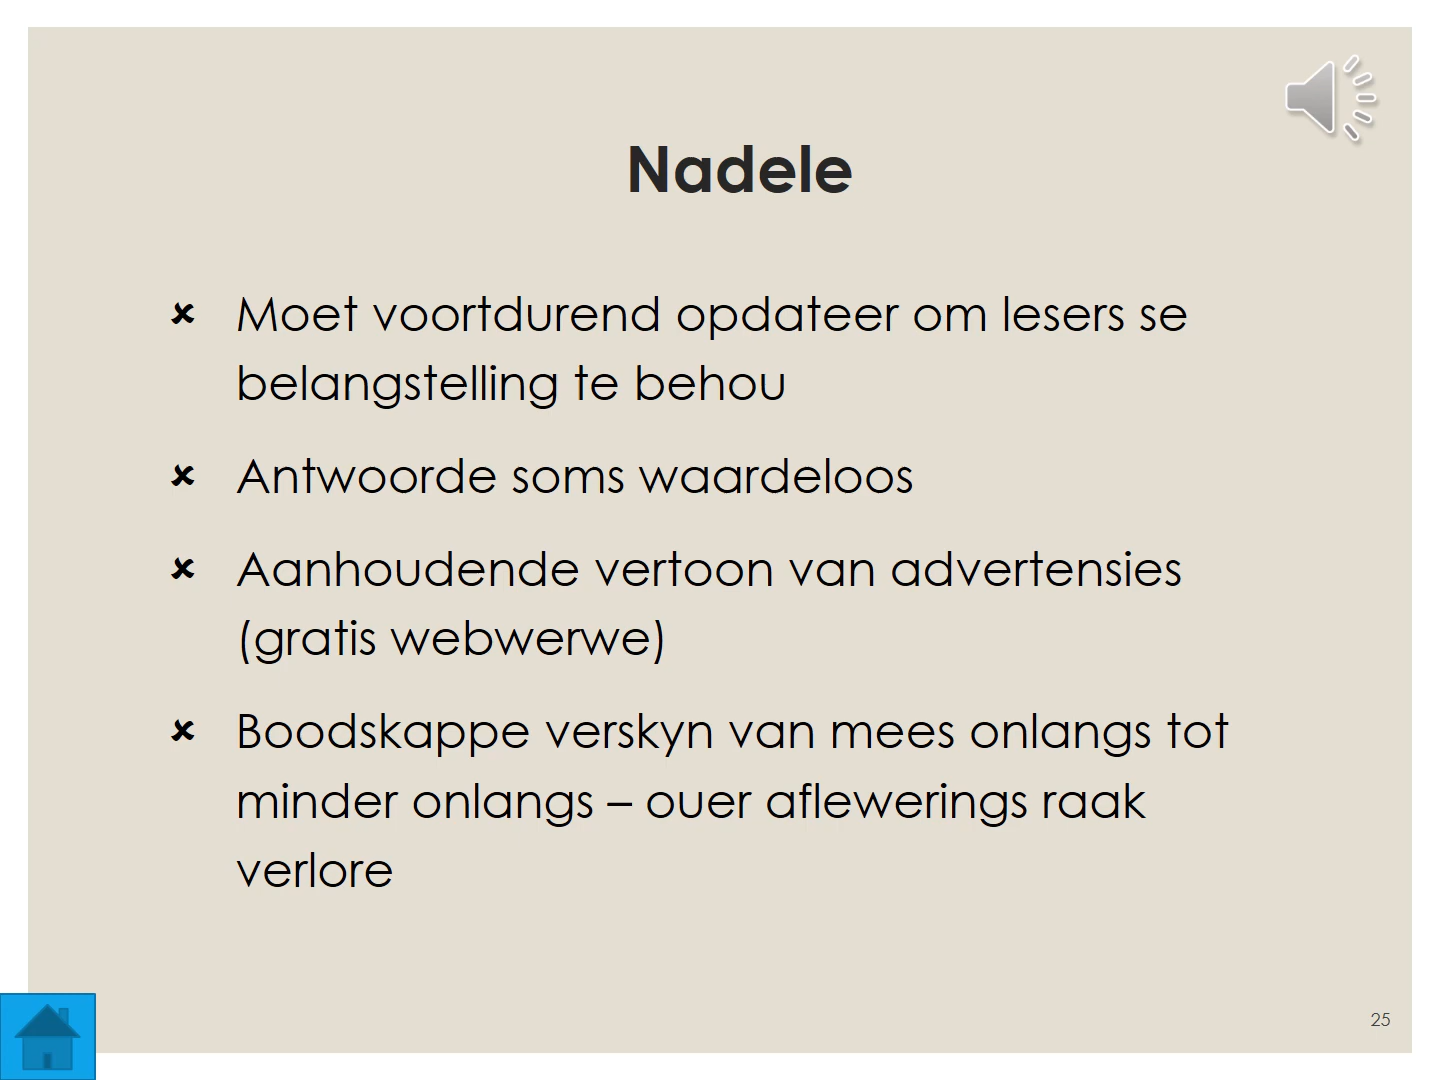 Nadele
✘ Moet voortdurend opdateer om lesers se
belangstelling te behou
✘ Antwoorde soms waardeloos
✘ Aanhoudende vertoon van advertensies
(gratis webwerwe)
✘ Boodskappe verskyn van mees onlangs tot
minder onlangs – ouer aflewerings raak
verlore
25